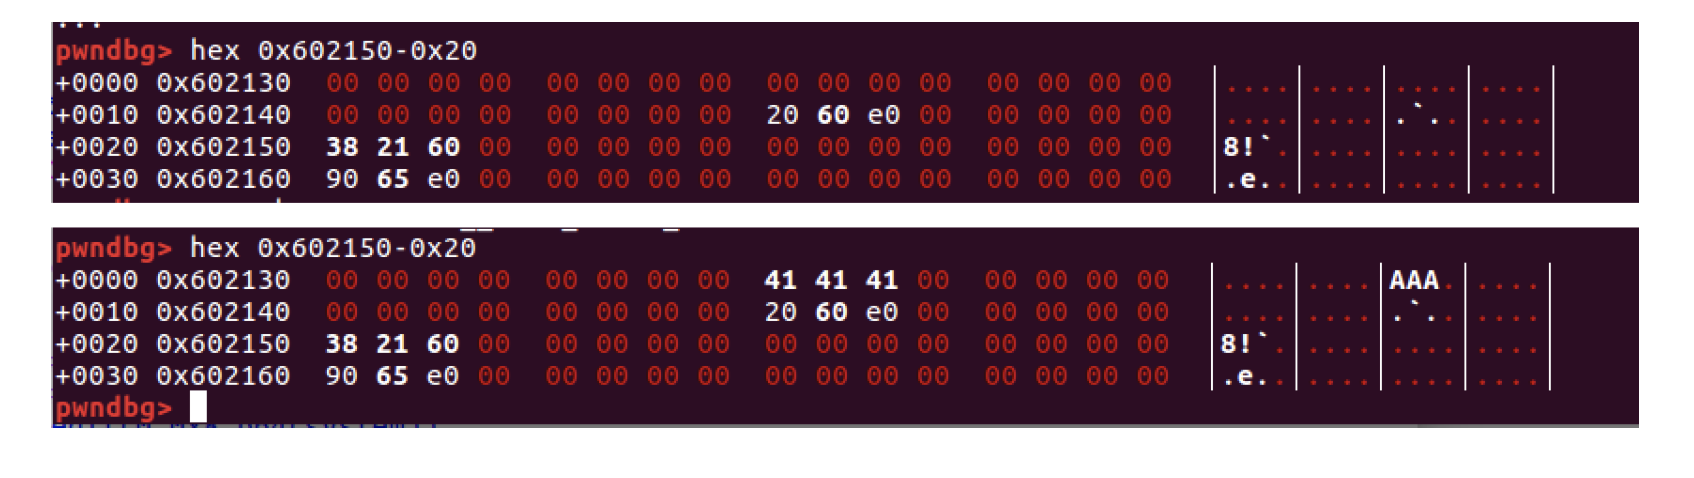 pwndbg> hex 0x602150-0x20
+0000 0x602130  00 00 00 00  00 00 00 00  00 00 00 00  00 00 00 00  |....|....|....|....|
+0010 0x602140  00 00 00 00  00 00 00 00  20 60 e0 00  00 00 00 00  |....|....|.`..|....|
+0020 0x602150  38 21 60 00  00 00 00 00  00 00 00 00  00 00 00 00  |8!`.|....|....|....|
+0030 0x602160  90 65 e0 00  00 00 00 00  00 00 00 00  00 00 00 00  |.e..|....|....|....|
pwndbg> hex 0x602150-0x20
+0000 0x602130  00 00 00 00  00 00 00 00  41 41 41 00  00 00 00 00  |....|....|AAA.|....|
+0010 0x602140  00 00 00 00  00 00 00 00  20 60 e0 00  00 00 00 00  |....|....|.`..|....|
+0020 0x602150  38 21 60 00  00 00 00 00  00 00 00 00  00 00 00 00  |8!`.|....|....|....|
+0030 0x602160  90 65 e0 00  00 00 00 00  00 00 00 00  00 00 00 00  |.e..|....|....|....|
pwndbg>